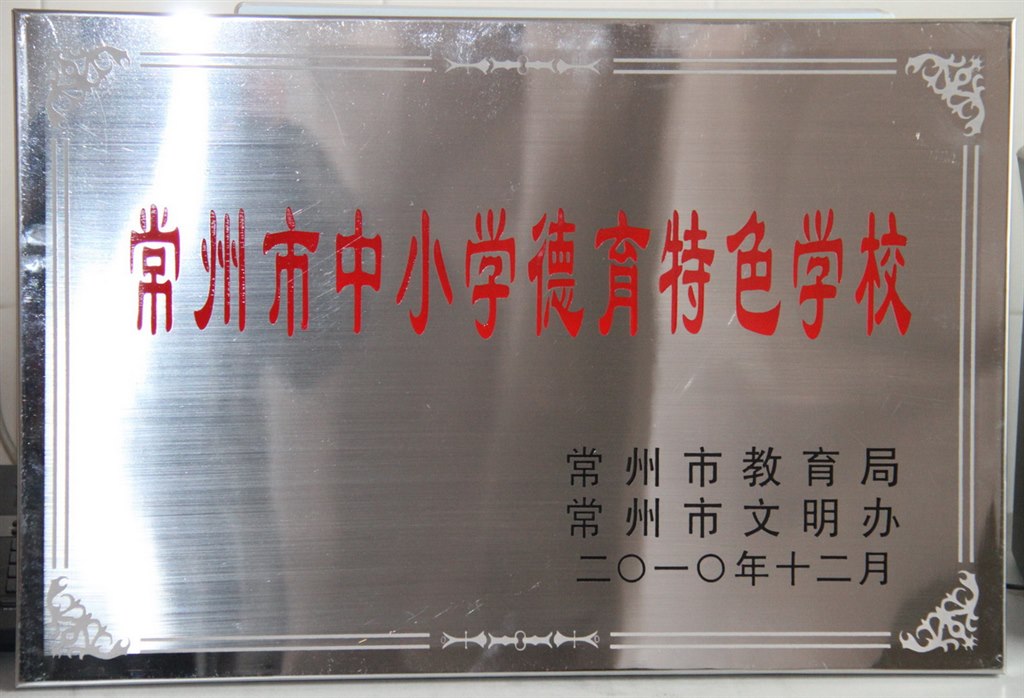 常州市中小学德育特色学校
常州市教育局
常州市文明办
二〇一〇年十二月